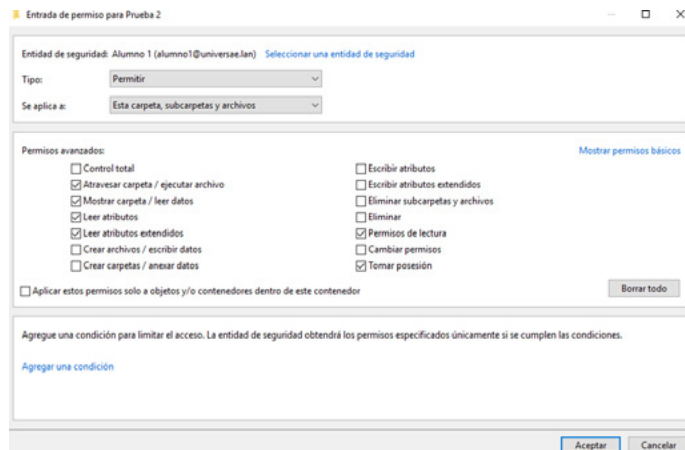 Entrada de permiso para Prueba 2
Entidad de seguridad: Alumno 1 (alumno1@universae.lan) Seleccionar una entidad de seguridad
Tipo: Permitir
Se aplica a: Esta carpeta, subcarpetas y archivos
Permisos avanzados: Mostrar permisos básicos
Control total Escribir atributos
Atravesar carpeta / ejecutar archivo Escribir atributos extendidos
Mostrar carpeta / leer datos Eliminar subcarpetas y archivos
Leer atributos Eliminar
Leer atributos extendidos Permisos de lectura
Crear archivos / escribir datos Cambiar permisos
Crear carpetas / anexar datos Tomar posesión
Aplicar estos permisos solo a objetos y/o contenedores dentro de este contenedor Borrar todo
Agregue una condición para limitar el acceso. La entidad de seguridad obtendrá los permisos especificados únicamente si se cumplen las condiciones.
Agregar una condición
Aceptar Cancelar